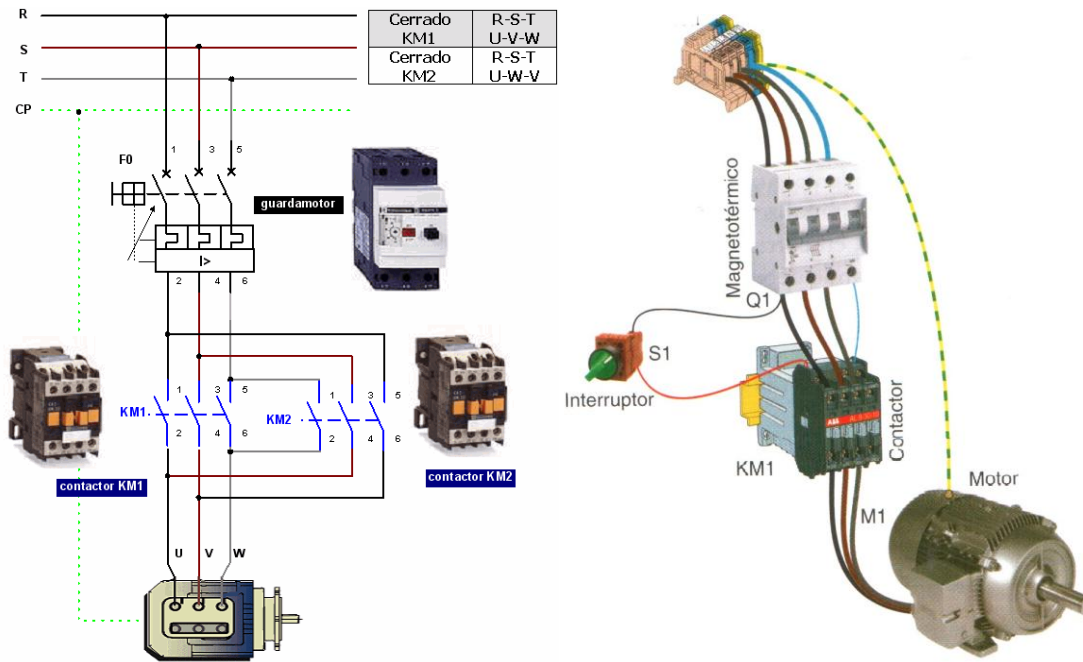 R
S
T
CP
Cerrado R-S-T
KM1 U-V-W
Cerrado R-S-T
KM2 U-W-V
1 3 5
F0
guardamotor
I>
2 4 6
1 3 5
KM1
2 4 6
1 3 5
KM2
2 4 6
contactor KM1
contactor KM2
U V W
Magnetotérmico
Q1
S1
Interruptor
ABB
Contactor
KM1
M1
Motor